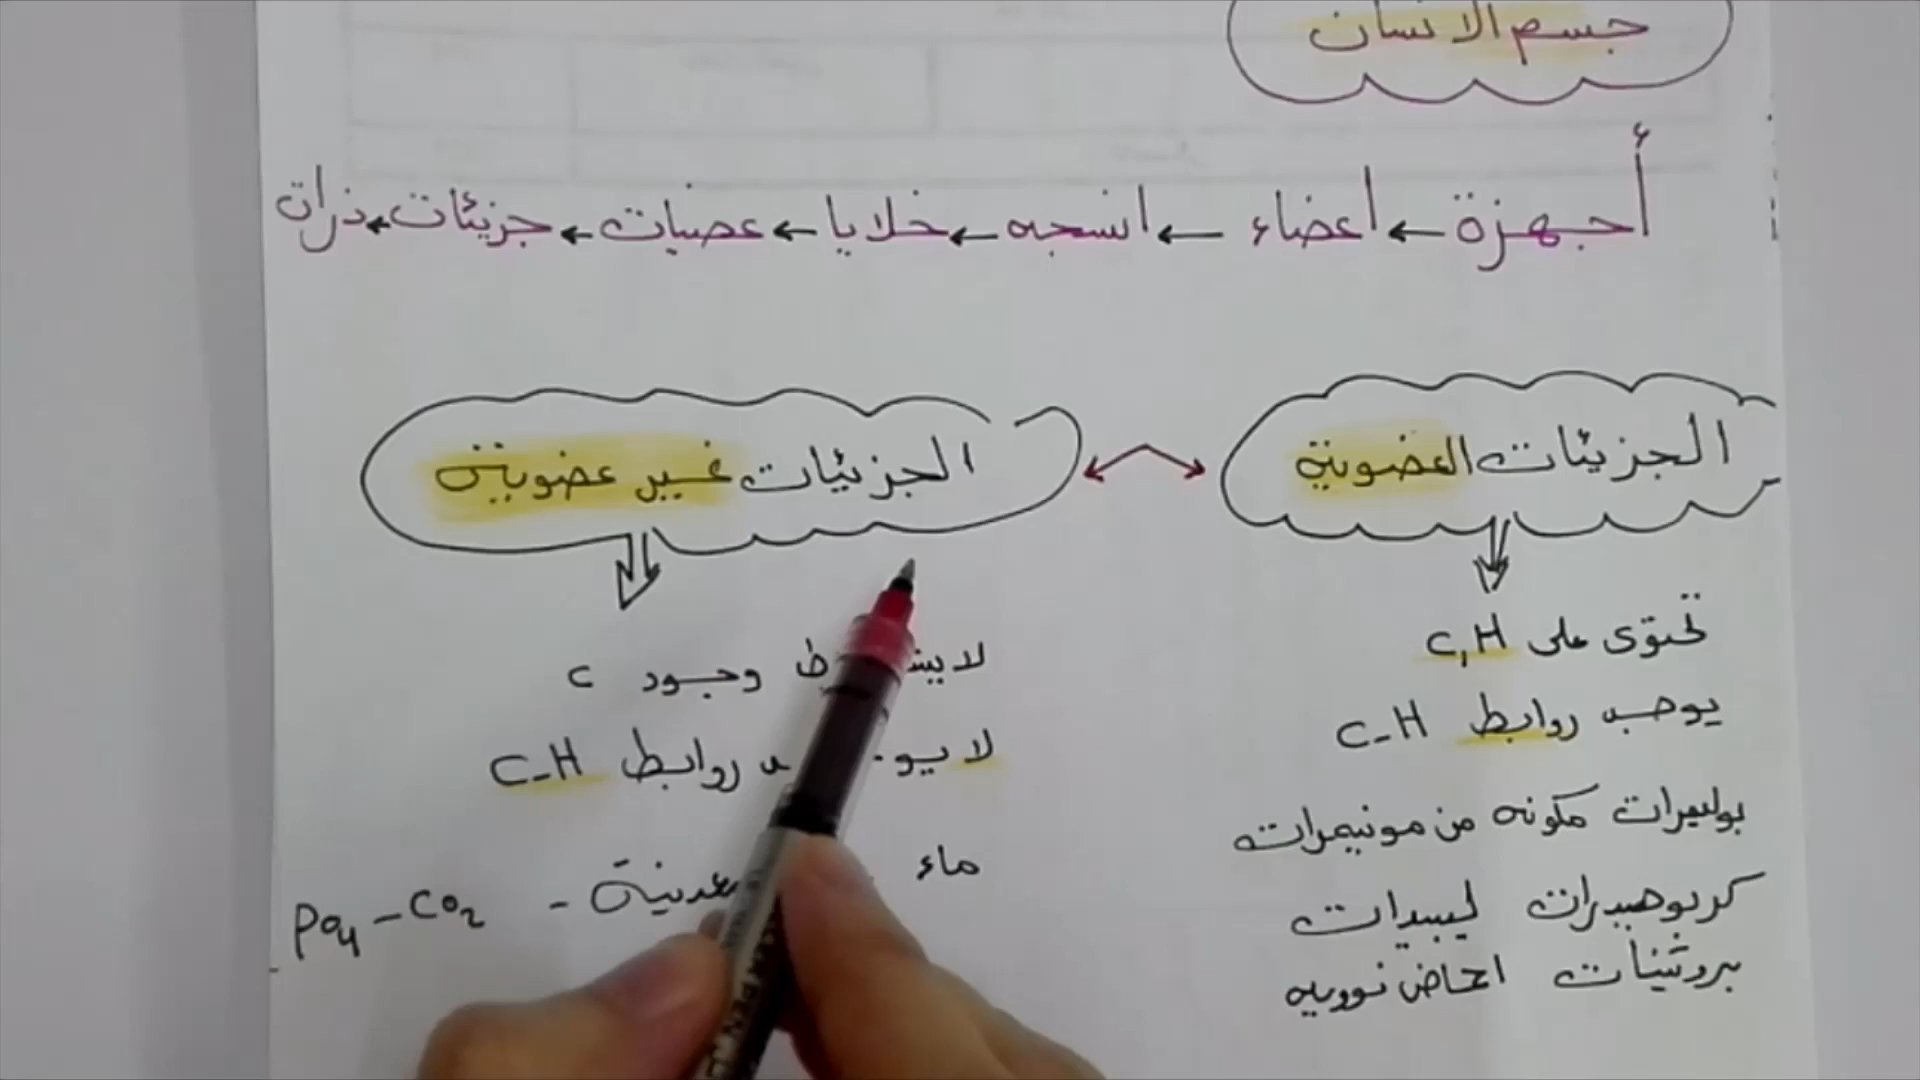 جسم الانسان
أجهزة ← أعضاء ← انسجه ← خلايا ← عضيات ← جزيئات ← ذرات
الجزيئات العضوية
تحتوى على C,H
يوجد روابط C-H
بوليمرات مكونه من مونيمرات
كربوهيدرات ليبيدات
بروتينات احماض نوويه
الجزيئات غير عضوية
وجود C
روابط C-H
ماء
- CO2 - PO4